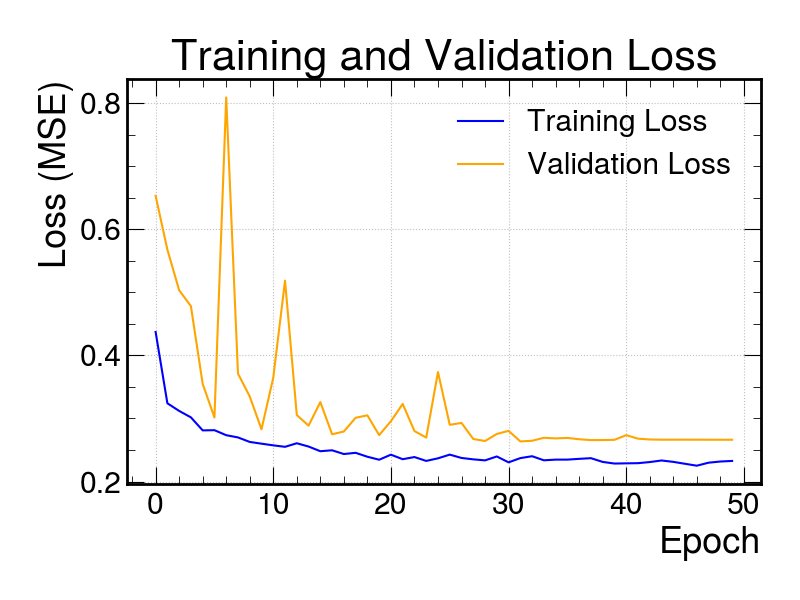 Training and Validation Loss
Loss (MSE)
0.8
0.6
0.4
0.2
Training Loss
Validation Loss
0 10 20 30 40 50
Epoch